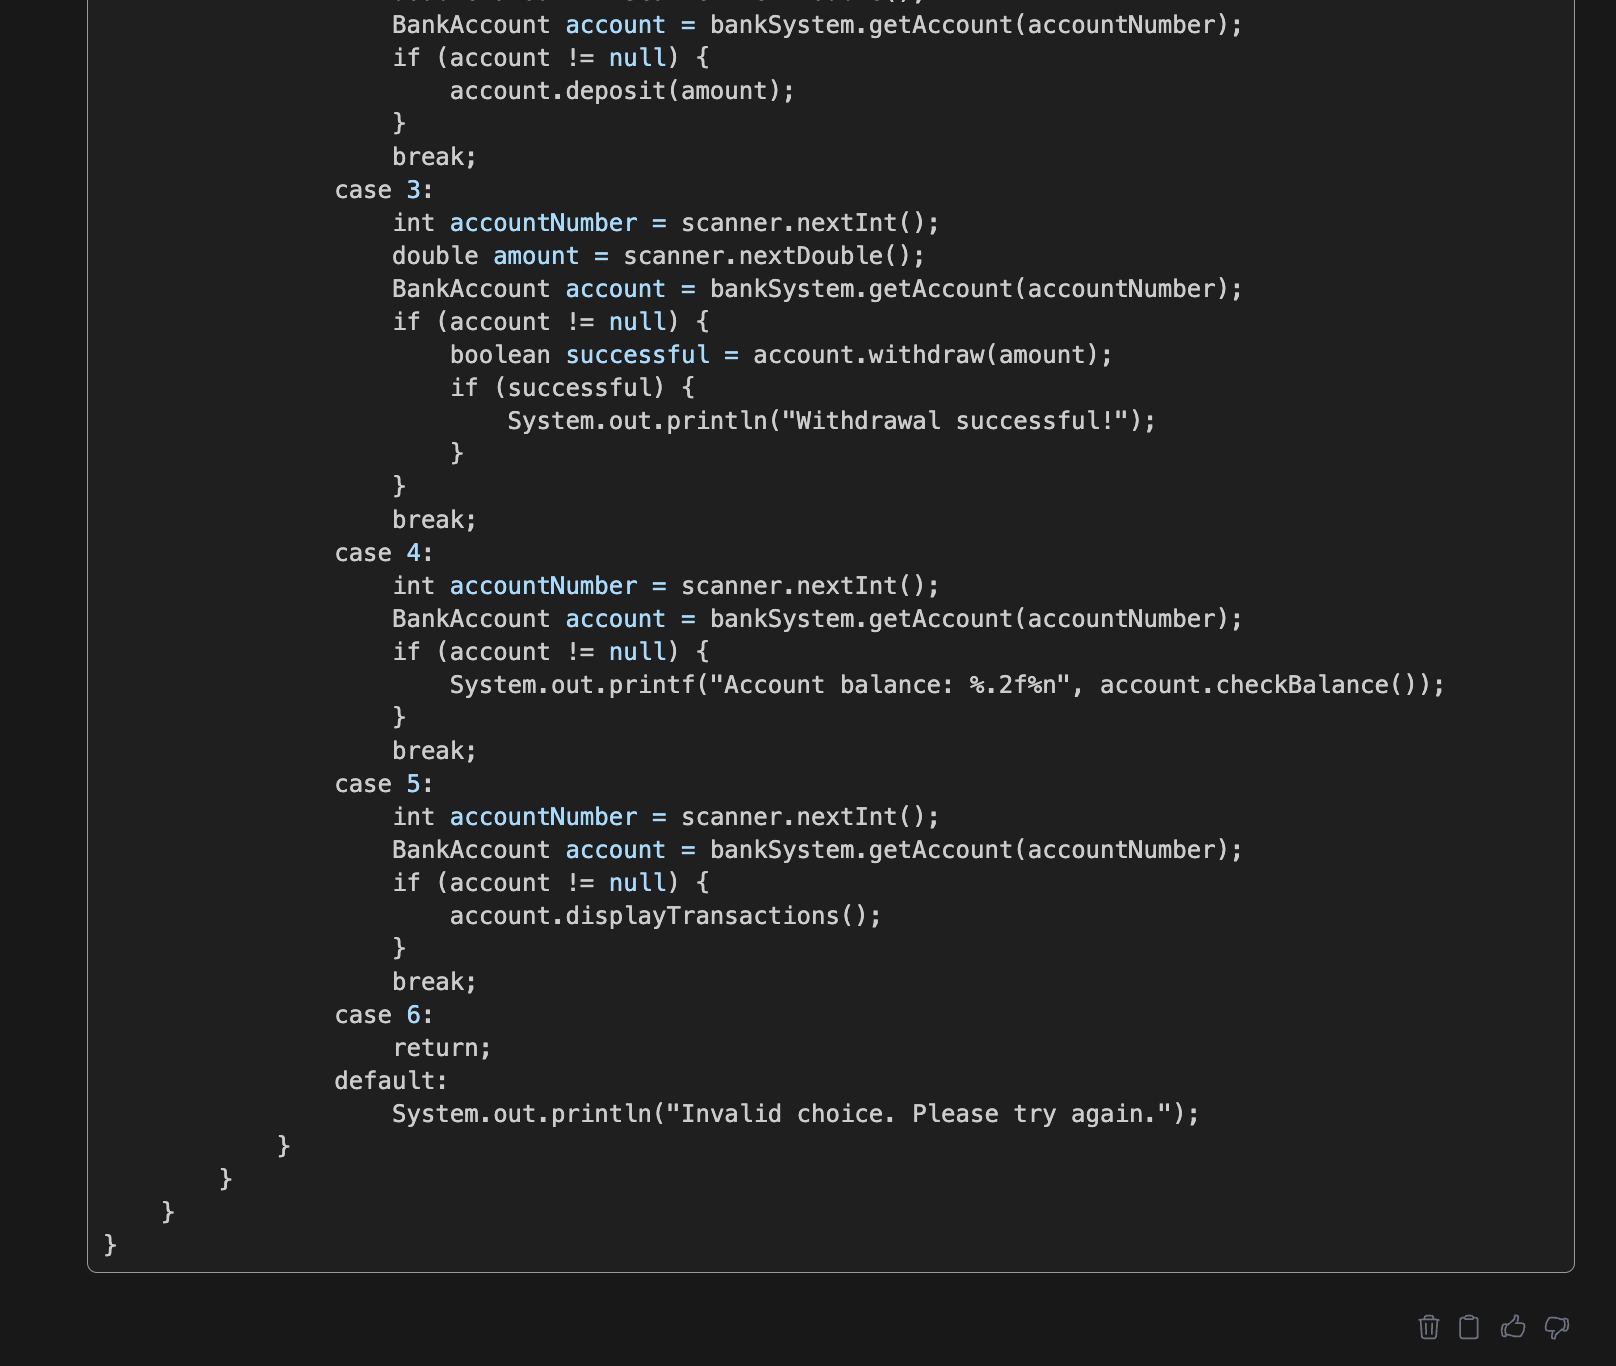 BankAccount account = bankSystem.getAccount(accountNumber);
if (account != null) {
account.deposit(amount);
}
break;
case 3:
int accountNumber = scanner.nextInt();
double amount = scanner.nextDouble();
BankAccount account = bankSystem.getAccount(accountNumber);
if (account != null) {
boolean successful = account.withdraw(amount);
if (successful) {
System.out.println("Withdrawal successful!");
}
}
break;
case 4:
int accountNumber = scanner.nextInt();
BankAccount account = bankSystem.getAccount(accountNumber);
if (account != null) {
System.out.printf("Account balance: %.2f%n", account.checkBalance());
}
break;
case 5:
int accountNumber = scanner.nextInt();
BankAccount account = bankSystem.getAccount(accountNumber);
if (account != null) {
account.displayTransactions();
}
break;
case 6:
return;
default:
System.out.println("Invalid choice. Please try again.");
}
}
}
}